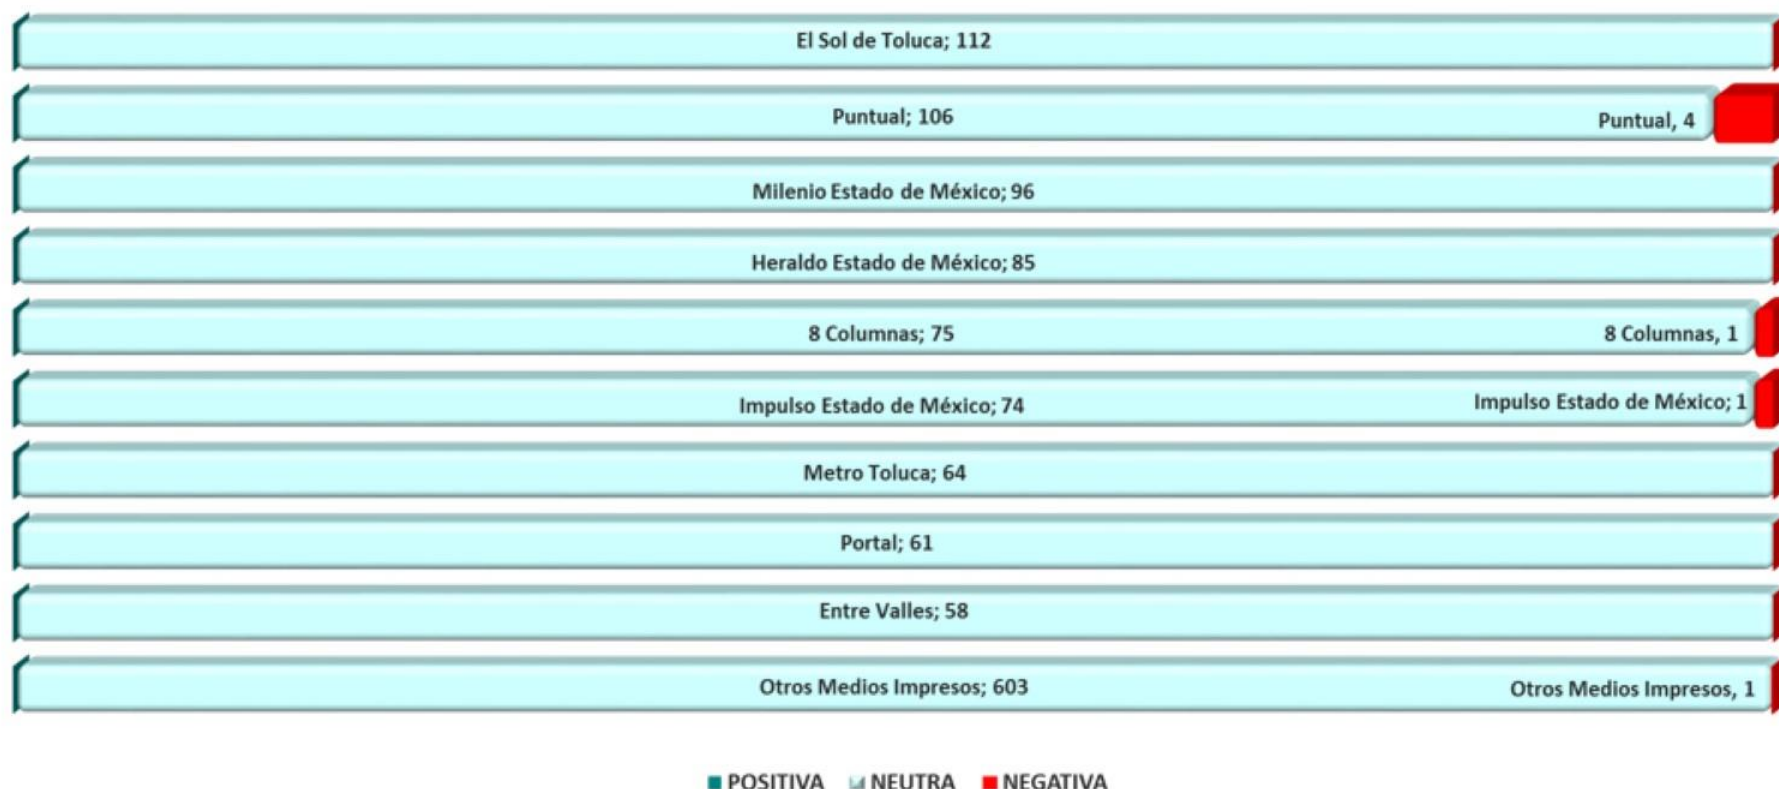 El Sol de Toluca; 112
Puntual; 106
Puntual, 4
Milenio Estado de México; 96
Heraldo Estado de México; 85
8 Columnas; 75
8 Columnas, 1
Impulso Estado de México; 74
Impulso Estado de México; 1
Metro Toluca; 64
Portal; 61
Entre Valles; 58
Otros Medios Impresos; 603
Otros Medios Impresos, 1
POSITIVA NEUTRA NEGATIVA